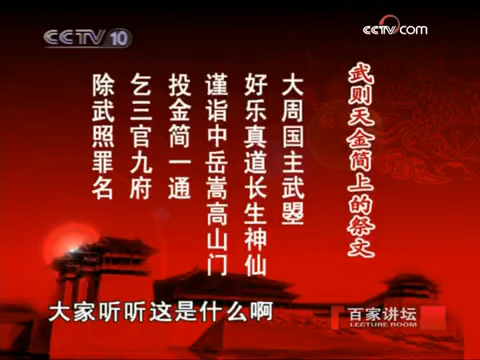 CCTV 10
cctv.com
武则天金简上的祭文
大周国主武曌
好乐真道长生神仙
谨诣中岳嵩高山门
投金简一通
乞三官九府
除武照罪名
大家听听这是什么啊
百家讲坛
LECTURE ROOM